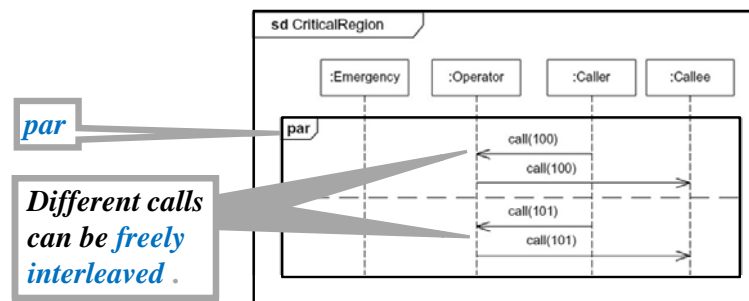 sd CriticalRegion
:Emergency :Operator :Caller :Callee
par
par
call(100)
call(100)
call(101)
call(101)
Different calls
can be freely
interleaved .